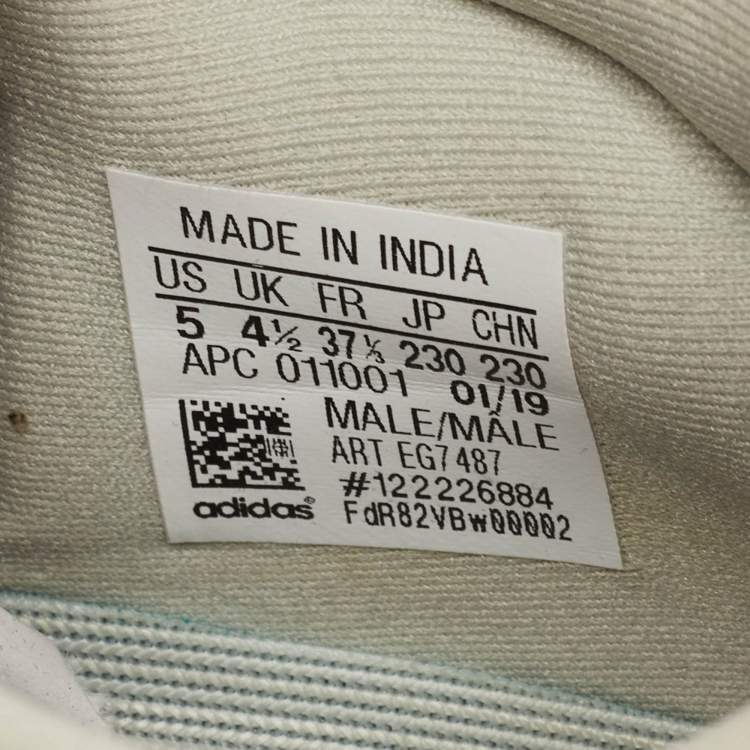 MADE IN INDIA
US UK FR JP CHN
5 4½ 37⅓ 230 230
APC 011001 01/19
MALE/MÂLE
ART EG7487
#122226884
adidas® FdR82VBw00002